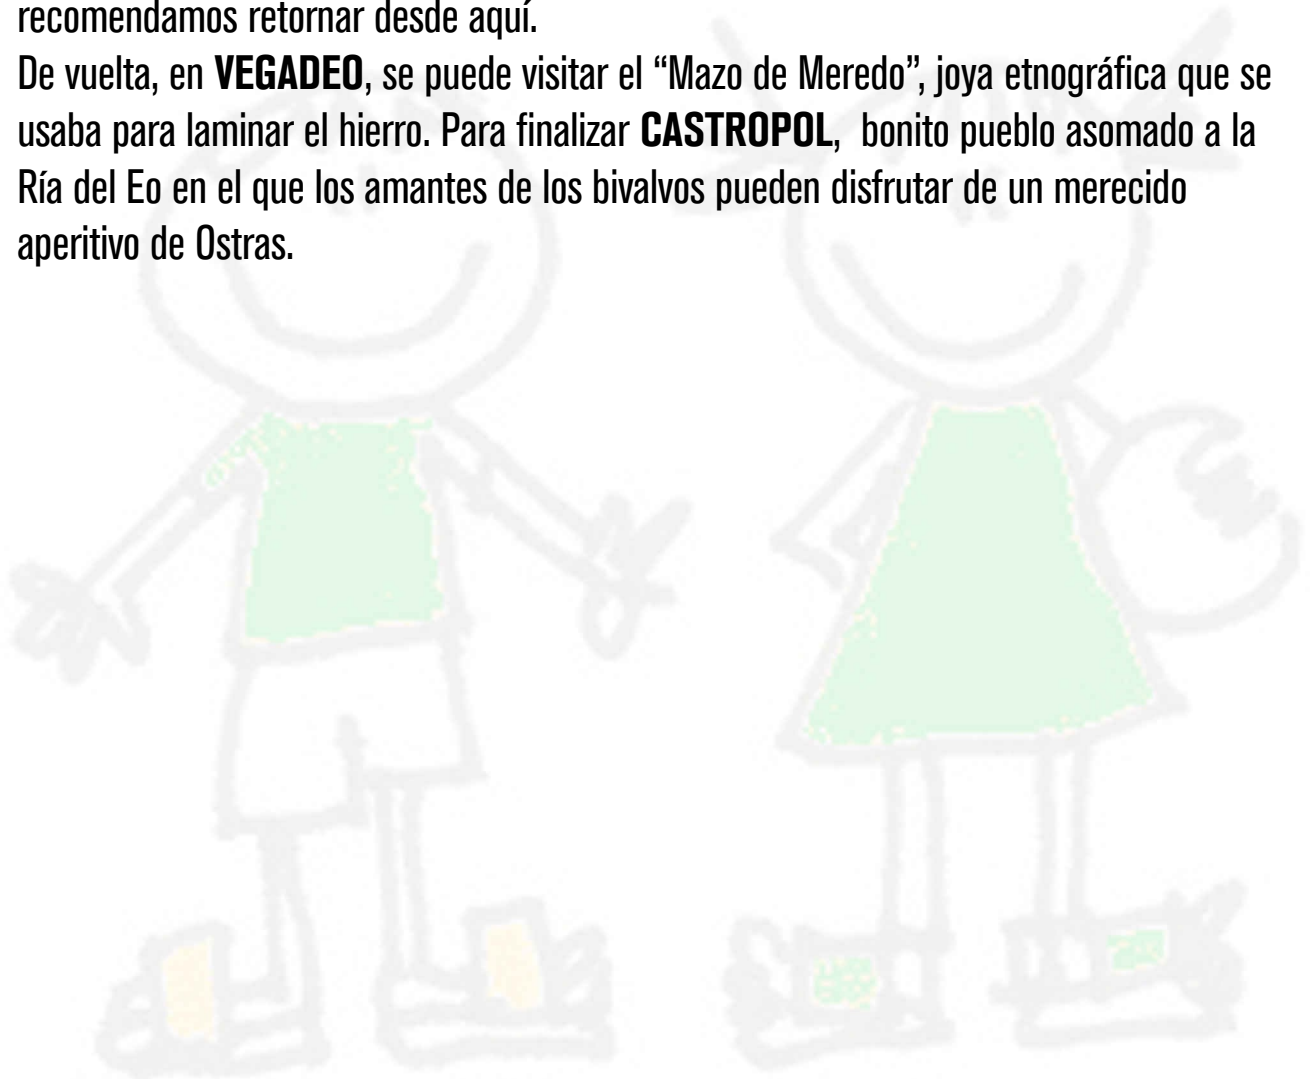 recomendamos retornar desde aquí.
De vuelta, en VEGADEO, se puede visitar el “Mazo de Meredo”, joya etnográfica que se
usaba para laminar el hierro. Para finalizar CASTROPOL,  bonito pueblo asomado a la
Ría del Eo en el que los amantes de los bivalvos pueden disfrutar de un merecido
aperitivo de Ostras.